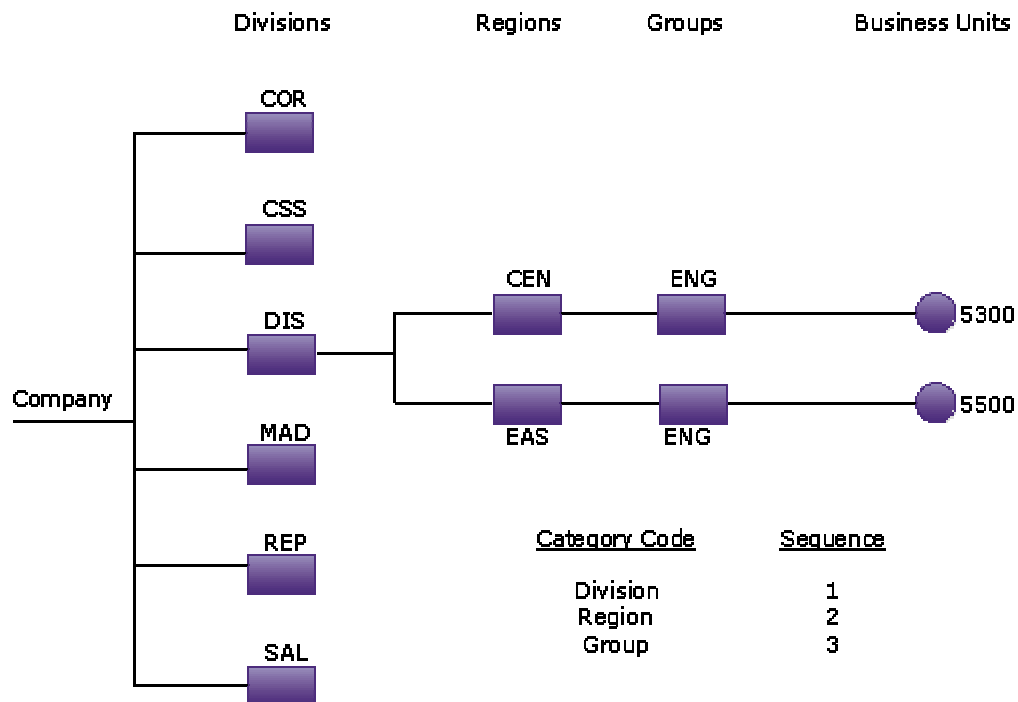 Divisions Regions Groups Business Units
COR
CSS
CEN ENG
DIS 5300
Company 5500
MAD EAS ENG
REP Category Code Sequence
Division 1
Region 2
Group 3
SAL